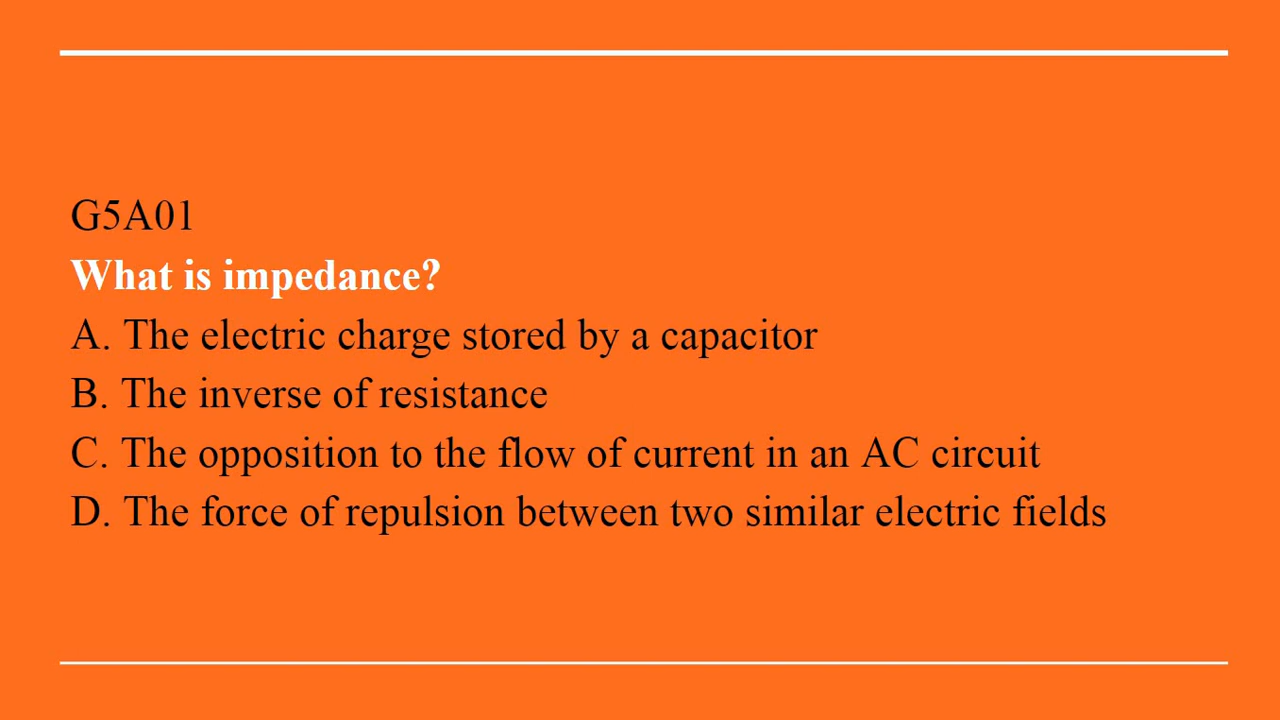 G5A01
What is impedance?
A. The electric charge stored by a capacitor
B. The inverse of resistance
C. The opposition to the flow of current in an AC circuit
D. The force of repulsion between two similar electric fields